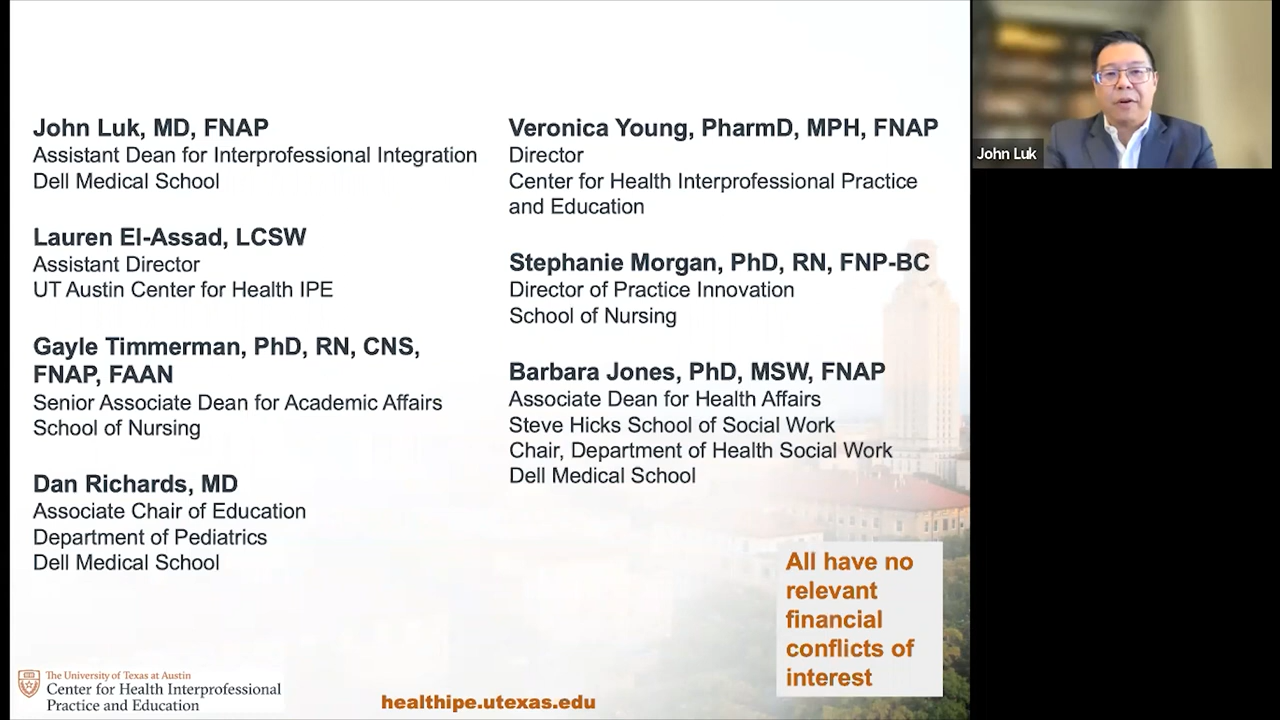 John Luk, MD, FNAP
Assistant Dean for Interprofessional Integration
Dell Medical School
Lauren El-Assad, LCSW
Assistant Director
UT Austin Center for Health IPE
Gayle Timmerman, PhD, RN, CNS,
FNAP, FAAN
Senior Associate Dean for Academic Affairs
School of Nursing
Dan Richards, MD
Associate Chair of Education
Department of Pediatrics
Dell Medical School
Veronica Young, PharmD, MPH, FNAP
Director
Center for Health Interprofessional Practice
and Education
Stephanie Morgan, PhD, RN, FNP-BC
Director of Practice Innovation
School of Nursing
Barbara Jones, PhD, MSW, FNAP
Associate Dean for Health Affairs
Steve Hicks School of Social Work
Chair, Department of Health Social Work
Dell Medical School
All have no
relevant
financial
conflicts of
interest
The University of Texas at Austin
Center for Health Interprofessional
Practice and Education
healthipe.utexas.edu
John Luk